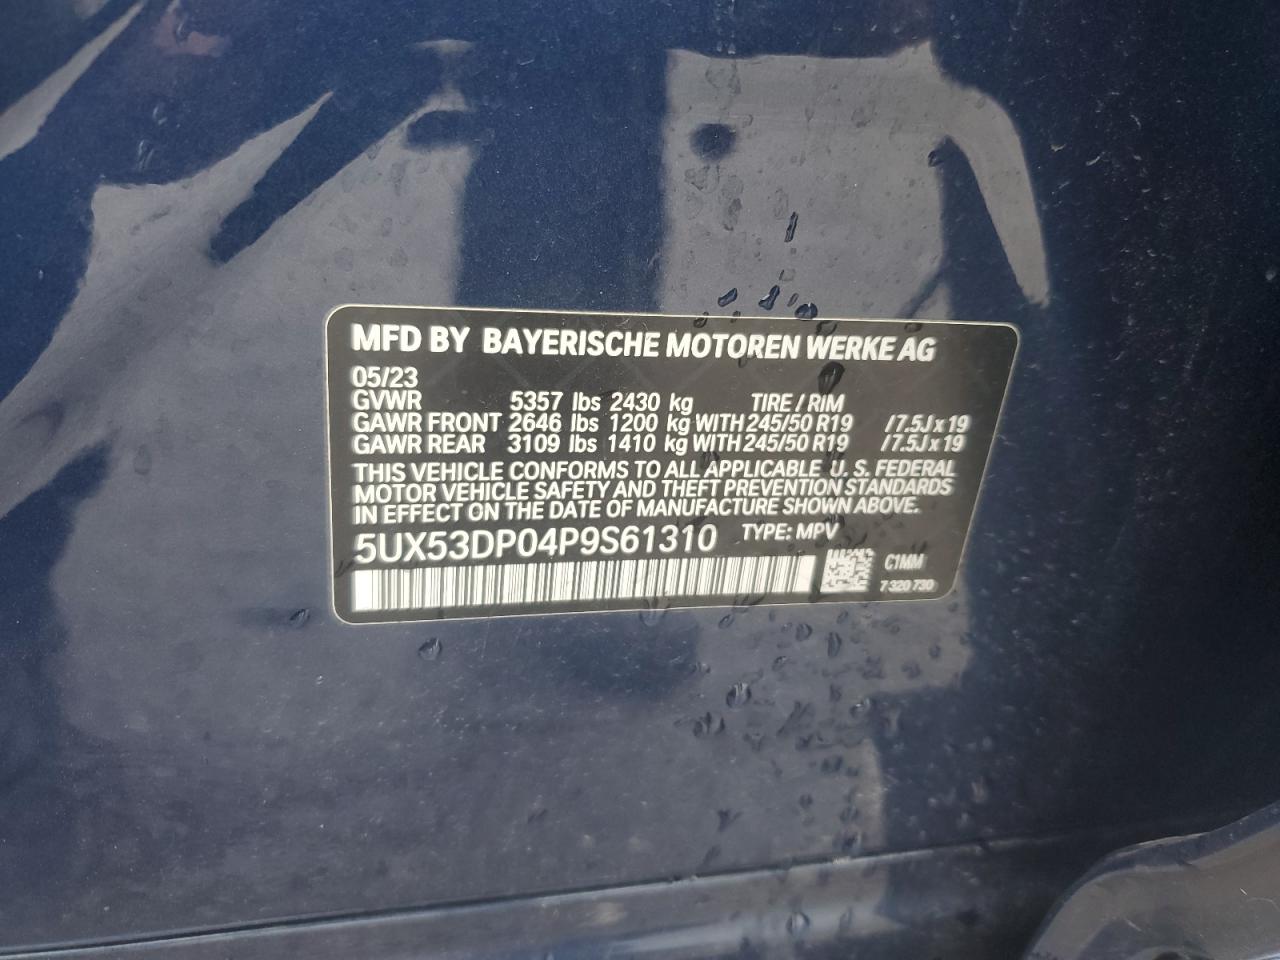 MFD BY BAYERISCHE MOTOREN WERKE AG
05/23
GVWR 5357 lbs 2430 kg TIRE / RIM
GAWR FRONT 2646 lbs 1200 kg WITH 245/50 R19 /7.5J x 19
GAWR REAR 3109 lbs 1410 kg WITH 245/50 R19 /7.5J x 19
THIS VEHICLE CONFORMS TO ALL APPLICABLE U. S. FEDERAL
MOTOR VEHICLE SAFETY AND THEFT PREVENTION STANDARDS
IN EFFECT ON THE DATE OF MANUFACTURE SHOWN ABOVE.
5UX53DP04P9S61310 TYPE: MPV
C1MM
7 320 730